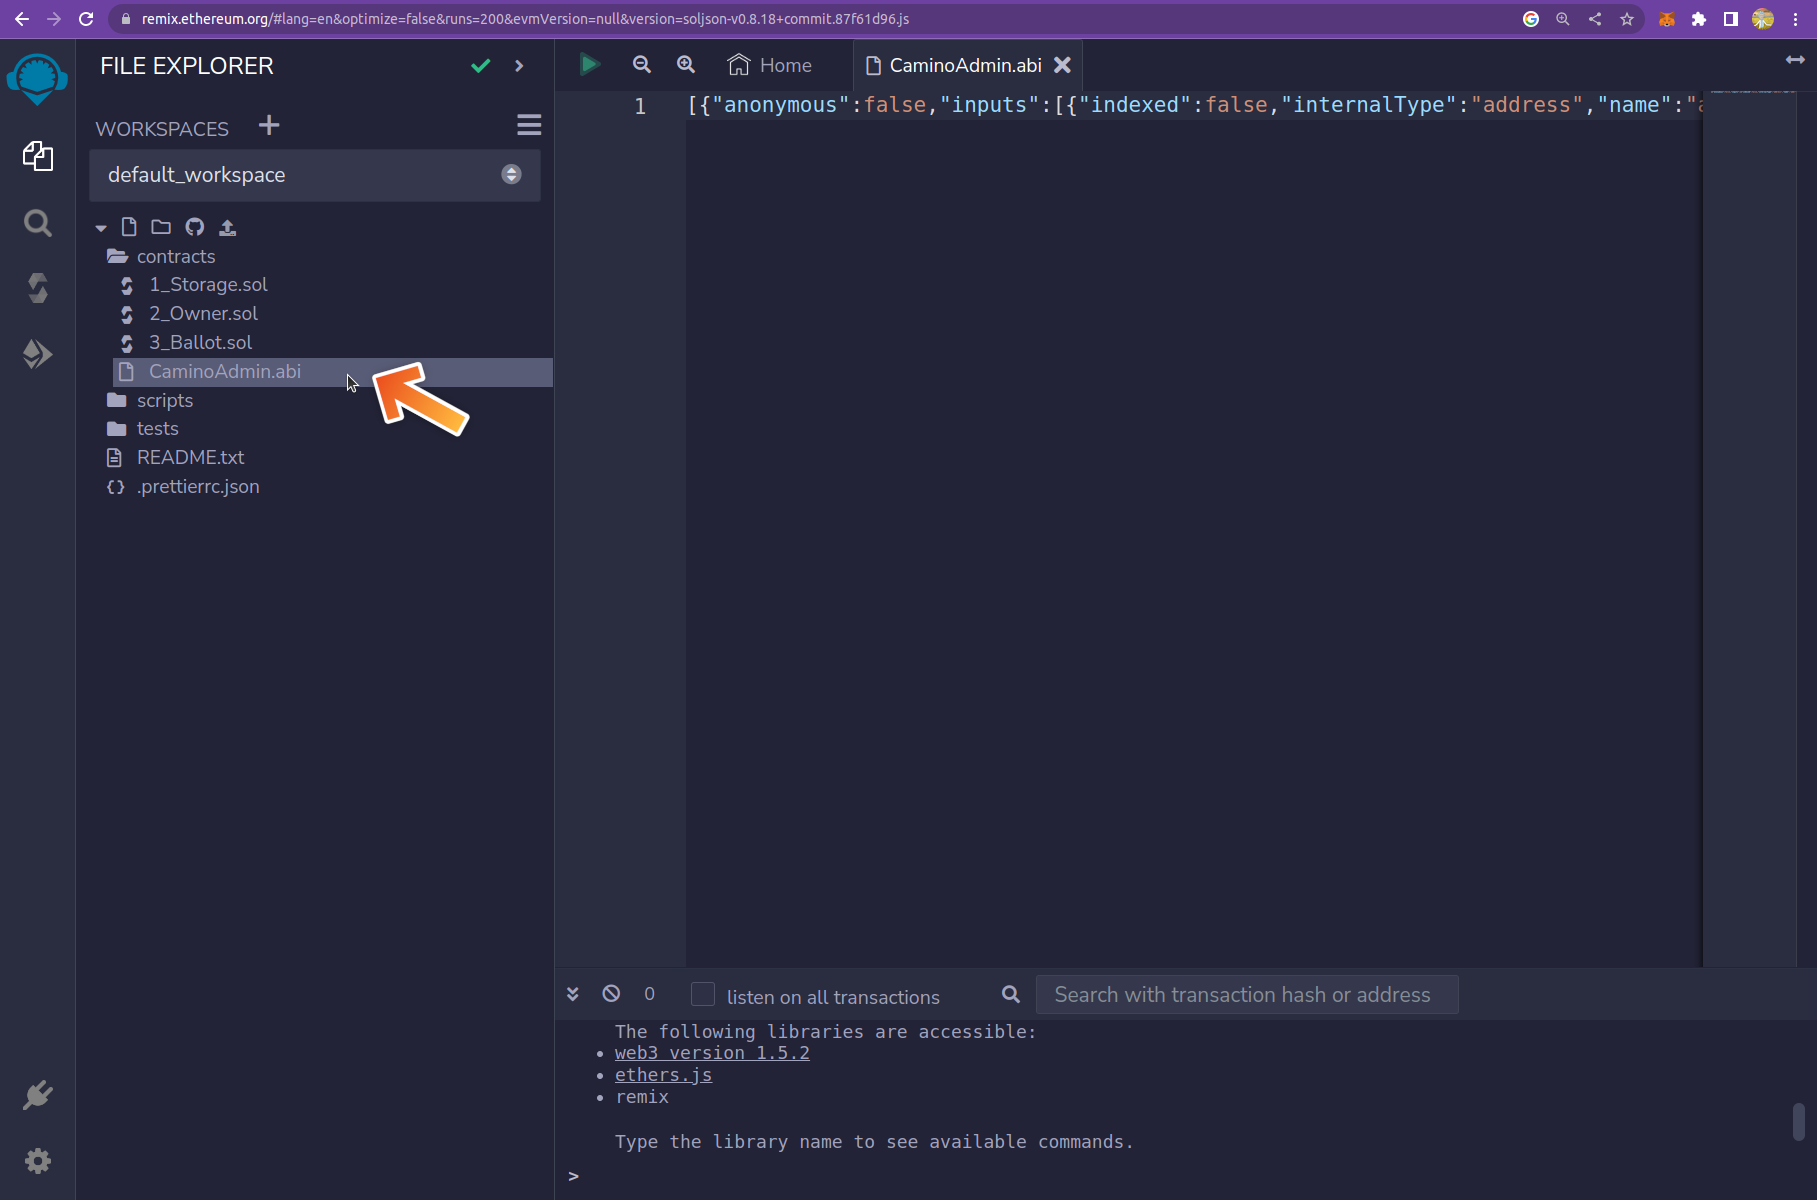 remix.ethereum.org/#lang=en&optimize=false&runs=200&evmVersion=null&version=soljson-v0.8.18+commit.87f61d96.js
FILE EXPLORER
WORKSPACES
default_workspace
contracts
1_Storage.sol
2_Owner.sol
3_Ballot.sol
CaminoAdmin.abi
scripts
tests
README.txt
.prettierrc.json
Home
CaminoAdmin.abi
1
[{"anonymous":false,"inputs":[{"indexed":false,"internalType":"address","name":"
0
listen on all transactions
Search with transaction hash or address
The following libraries are accessible:
• web3 version 1.5.2
• ethers.js
• remix
Type the library name to see available commands.
>